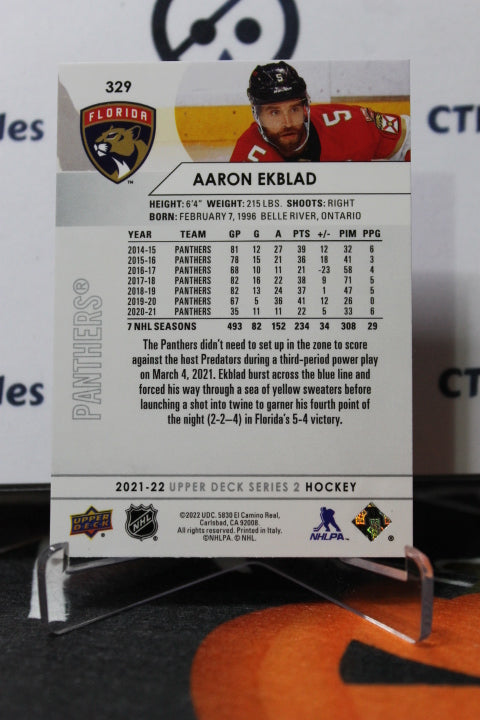 329
FLORIDA
5
5
AARON EKBLAD
HEIGHT: 6'4" WEIGHT: 215 LBS. SHOOTS: RIGHT
BORN: FEBRUARY 7, 1996 BELLE RIVER, ONTARIO
YEAR TEAM GP G A PTS +/- PIM PPG
2014-15 PANTHERS 81 12 27 39 12 32 6
2015-16 PANTHERS 78 15 21 36 18 41 3
2016-17 PANTHERS 68 10 11 21 -23 58 4
2017-18 PANTHERS 82 16 22 38 9 71 5
2018-19 PANTHERS 82 13 24 37 1 47 5
2019-20 PANTHERS 67 5 36 41 12 26 0
2020-21 PANTHERS 35 11 11 22 5 33 6
7 NHL SEASONS 493 82 152 234 34 308 29
PANTHERS®
The Panthers didn't need to set up in the zone to score
against the host Predators during a third-period power play
on March 4, 2021. Ekblad burst across the blue line and
forced his way through a sea of yellow sweaters before
launching a shot into twine to garner his fourth point of
the night (2-2–4) in Florida's 5-4 victory.
2021-22 UPPER DECK SERIES 2 HOCKEY
UPPER DECK
NHL
©2022 UDC. 5830 El Camino Real,
Carlsbad, CA 92008.
All rights reserved. Printed in Italy.
©NHLPA. © NHL.
NHLPA
bles
CTI
bles
CT